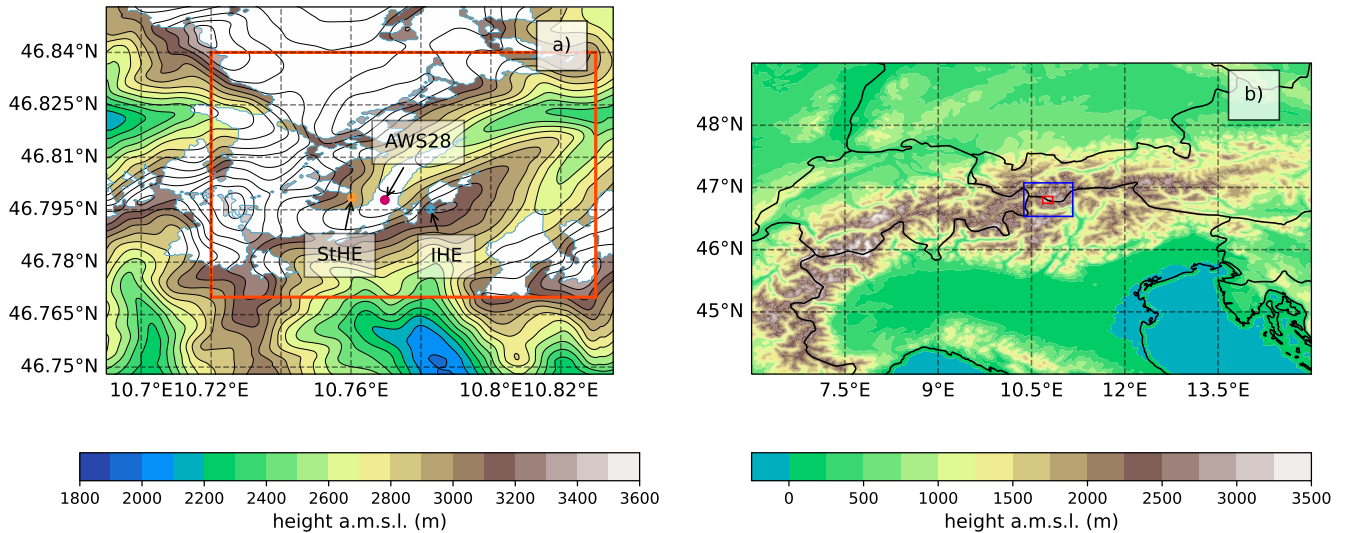 a)
46.84°N
46.825°N
46.81°N
46.795°N
46.78°N
46.765°N
46.75°N
AWS28
StHE
IHE
10.7°E
10.72°E
10.76°E
10.8°E
10.82°E
1800 2000 2200 2400 2600 2800 3000 3200 3400 3600
height a.m.s.l. (m)
b)
48°N
47°N
46°N
45°N
7.5°E 9°E 10.5°E 12°E 13.5°E
0 500 1000 1500 2000 2500 3000 3500
height a.m.s.l. (m)